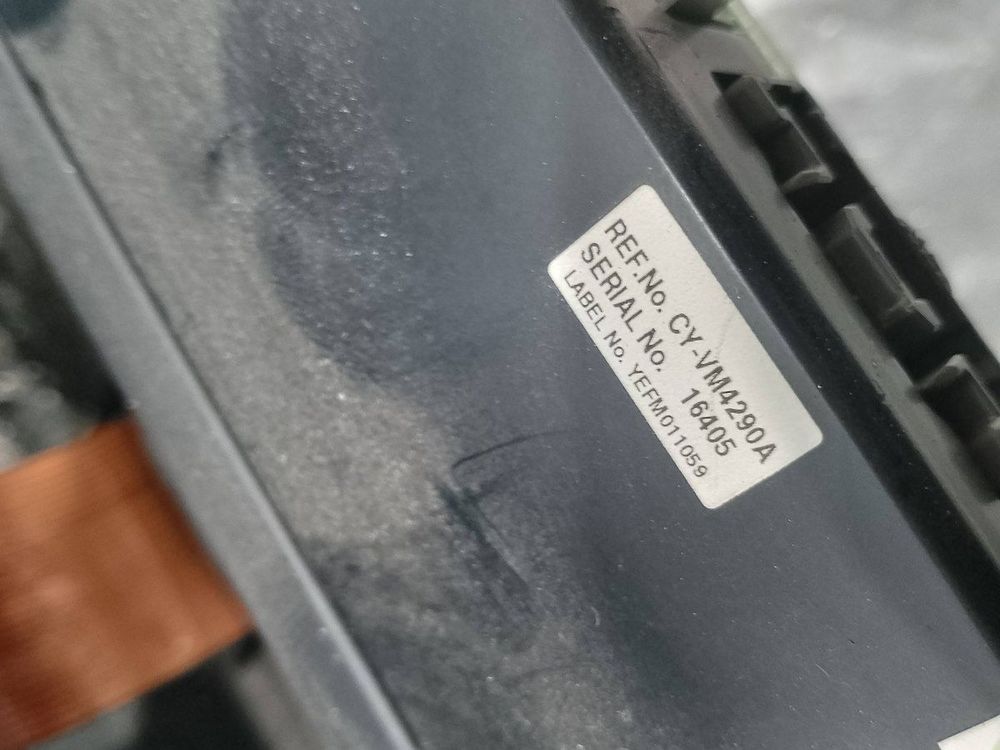 REF.No. CY-VM4290A
SERIAL No. 16405
LABEL No. YEFM011059